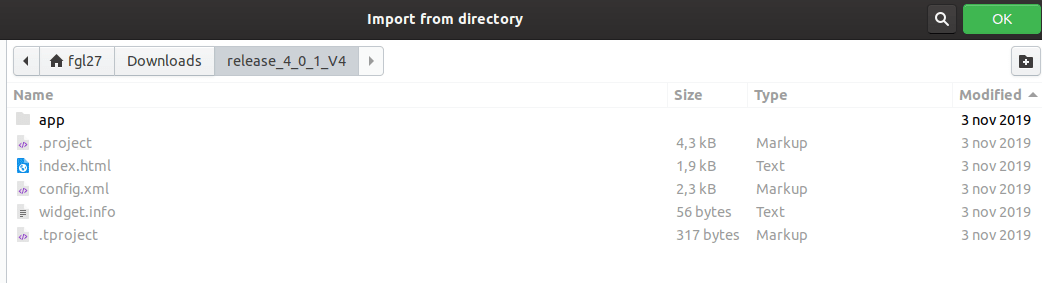 Import from directory
OK
fgl27 Downloads release_4_0_1_V4
Name Size Type Modified
app 3 nov 2019
.project 4,3 kB Markup 3 nov 2019
index.html 1,9 kB Text 3 nov 2019
config.xml 2,3 kB Markup 3 nov 2019
widget.info 56 bytes Text 3 nov 2019
.tproject 317 bytes Markup 3 nov 2019